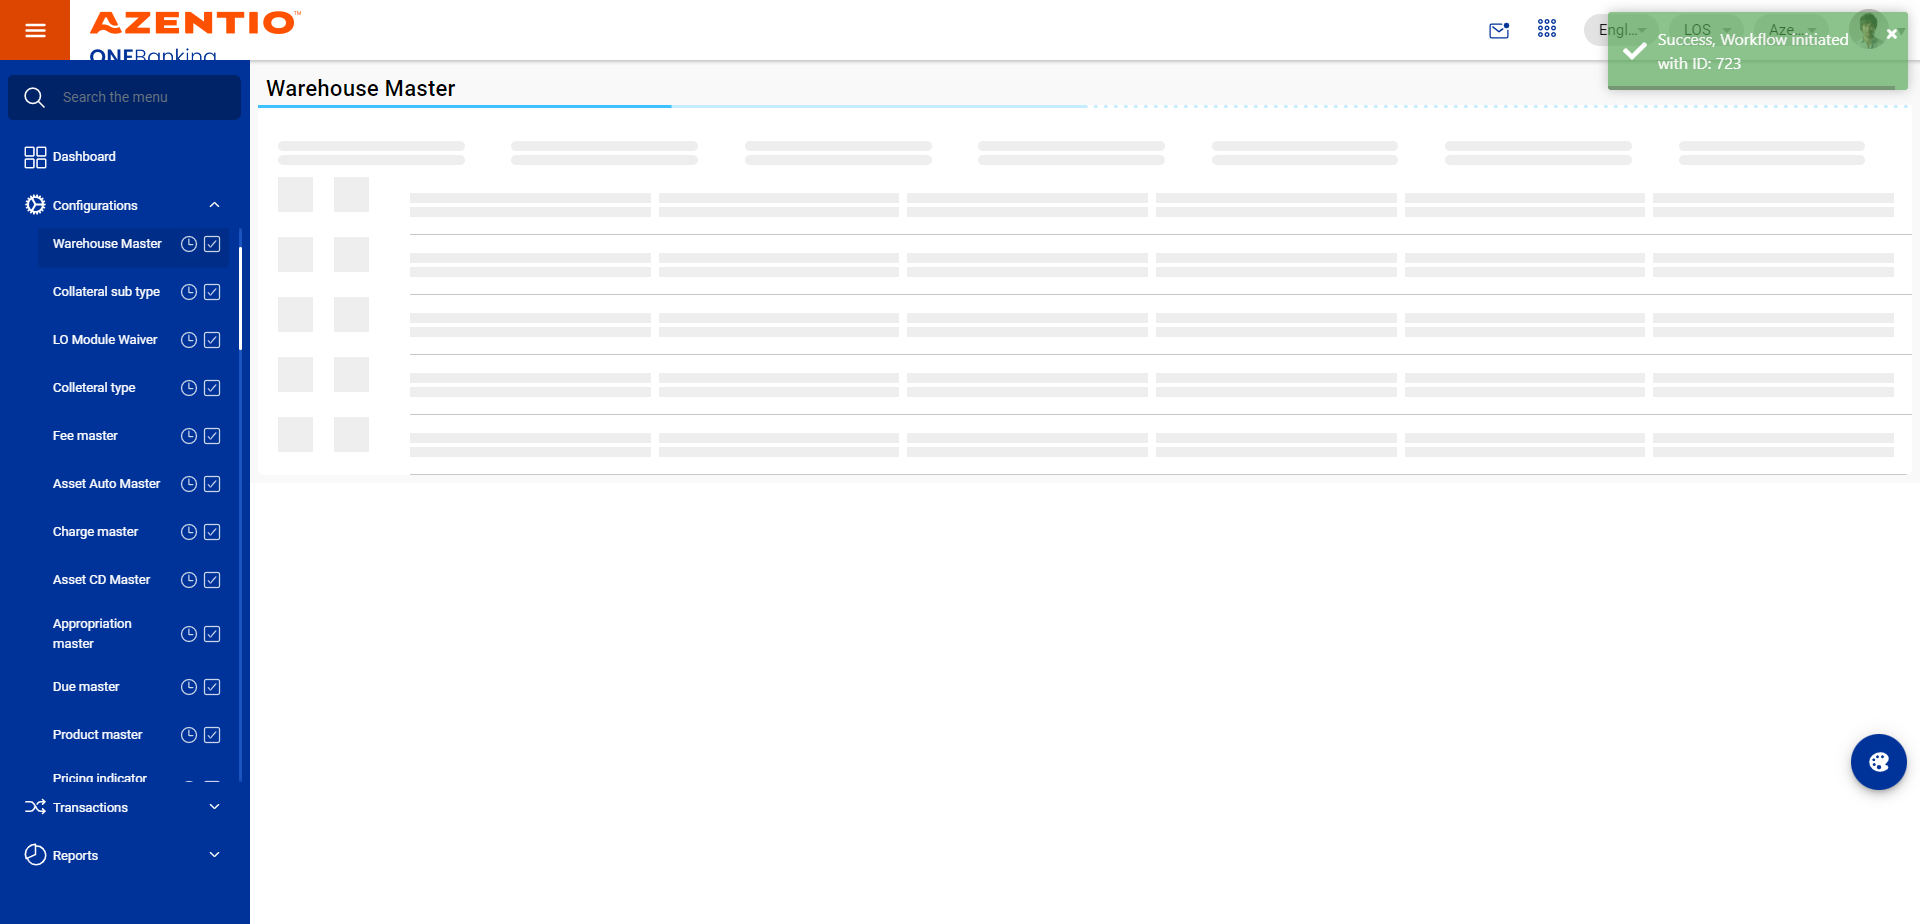 AZENTIO™
ONEBanking
Engl...
LOS
Aze...
Success, Workflow initiated
with ID: 723
Search the menu
Warehouse Master
Dashboard
Configurations
Warehouse Master
Collateral sub type
LO Module Waiver
Colleteral type
Fee master
Asset Auto Master
Charge master
Asset CD Master
Appropriation
master
Due master
Product master
Pricing indicator
Transactions
Reports